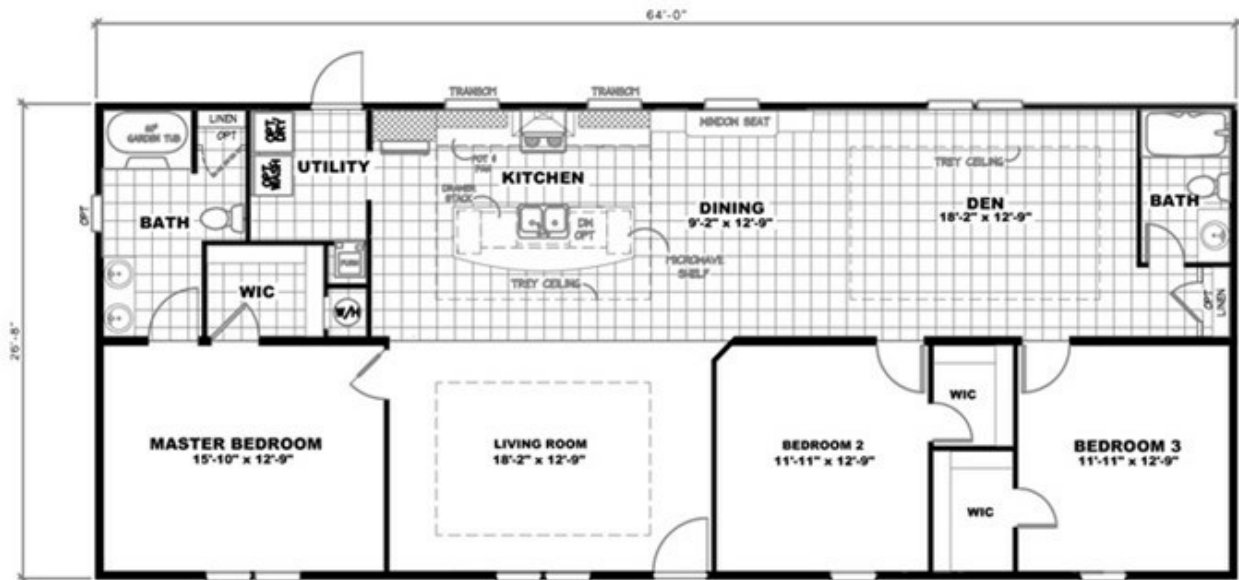 64'-0"
TRANSOM
TRANSOM
60"
GARDEN TUB
LINEN
OPT
OPT
DRY
OPT
WASH
UTILITY
WINDOW SEAT
TREY CEILING
KITCHEN
POT &
PAN
DRAWER
STACK
DW
OPT
MICROWAVE
SHELF
TREY CEILING
DINING
9'-2" x 12'-9"
DEN
18'-2" x 12'-9"
BATH
OPT
BATH
WIC
FURN
W/H
OPT
LINEN
26'-8"
MASTER BEDROOM
15'-10" x 12'-9"
LIVING ROOM
18'-2" x 12'-9"
BEDROOM 2
11'-11" x 12'-9"
WIC
WIC
BEDROOM 3
11'-11" x 12'-9"